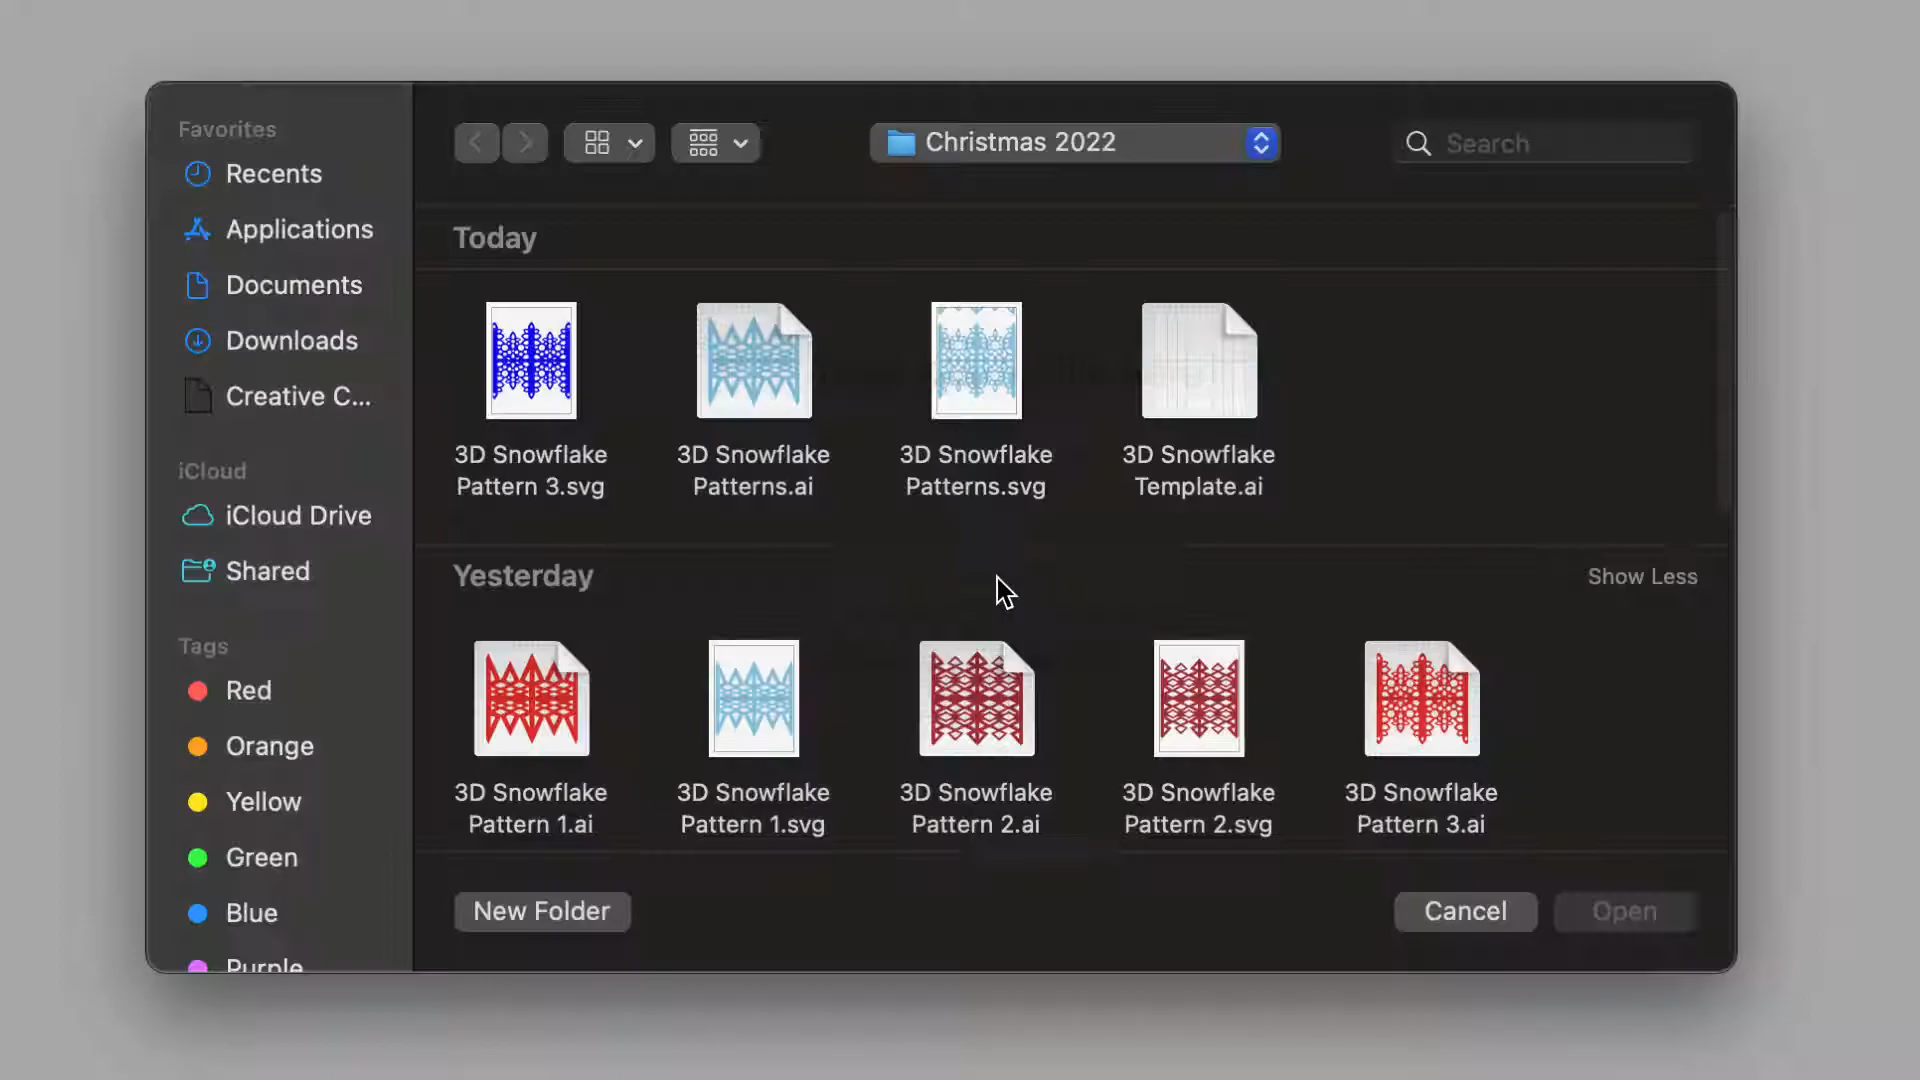 Favorites
Recents
Applications
Documents
Downloads
Creative C...
iCloud
iCloud Drive
Shared
Tags
Red
Orange
Yellow
Green
Blue
Purple
Christmas 2022
Search
Today
3D Snowflake
Pattern 3.svg
3D Snowflake
Patterns.ai
3D Snowflake
Patterns.svg
3D Snowflake
Template.ai
Yesterday
Show Less
3D Snowflake
Pattern 1.ai
3D Snowflake
Pattern 1.svg
3D Snowflake
Pattern 2.ai
3D Snowflake
Pattern 2.svg
3D Snowflake
Pattern 3.ai
New Folder
Cancel
Open